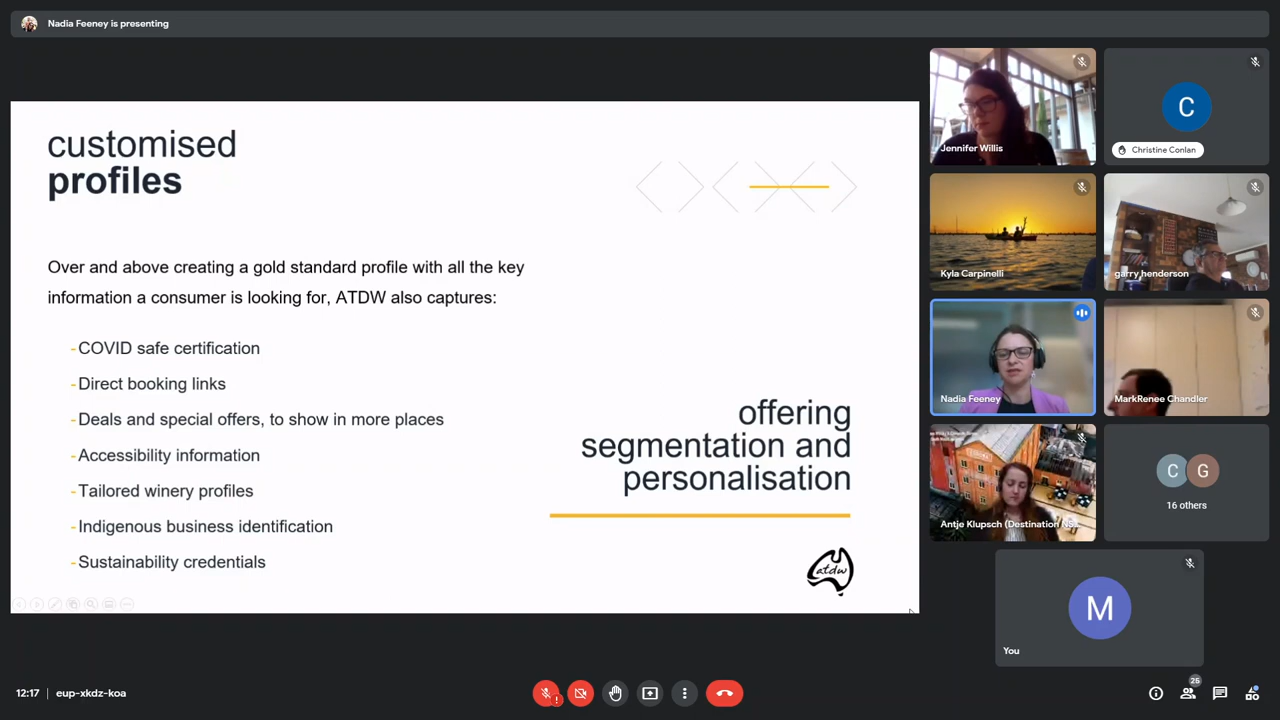 Nadia Feeney is presenting
customised
profiles
Over and above creating a gold standard profile with all the key
information a consumer is looking for, ATDW also captures:
-COVID safe certification
-Direct booking links
-Deals and special offers, to show in more places
-Accessibility information
-Tailored winery profiles
-Indigenous business identification
-Sustainability credentials
offering
segmentation and
personalisation
atdw
Jennifer Willis
C
Christine Conlan
Kyla Carpinelli
garry henderson
Nadia Feeney
MarkRenee Chandler
Antje Klupsch (Destination NS...
C G
16 others
M
You
12:17 | eup-xkdz-koa
25